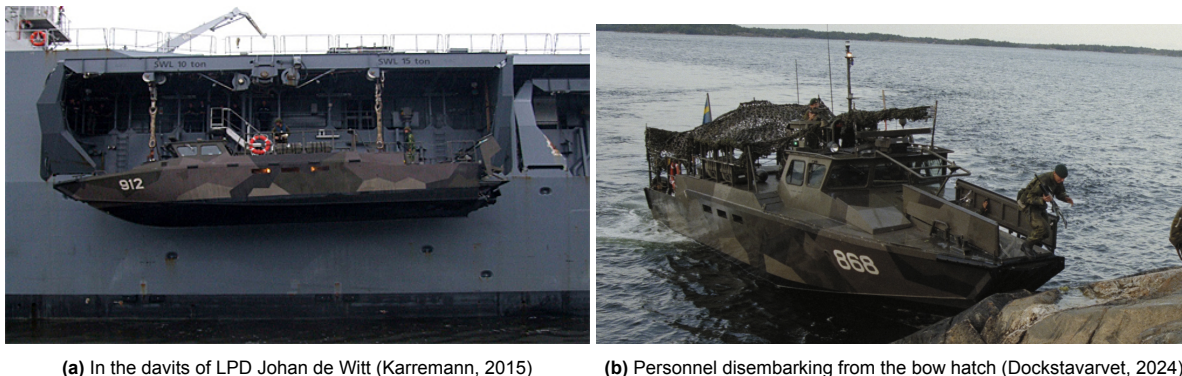 SWL 10 ton
SWL 15 ton
912
868
(a) In the davits of LPD Johan de Witt (Karremann, 2015)
(b) Personnel disembarking from the bow hatch (Dockstavarvet, 2024)